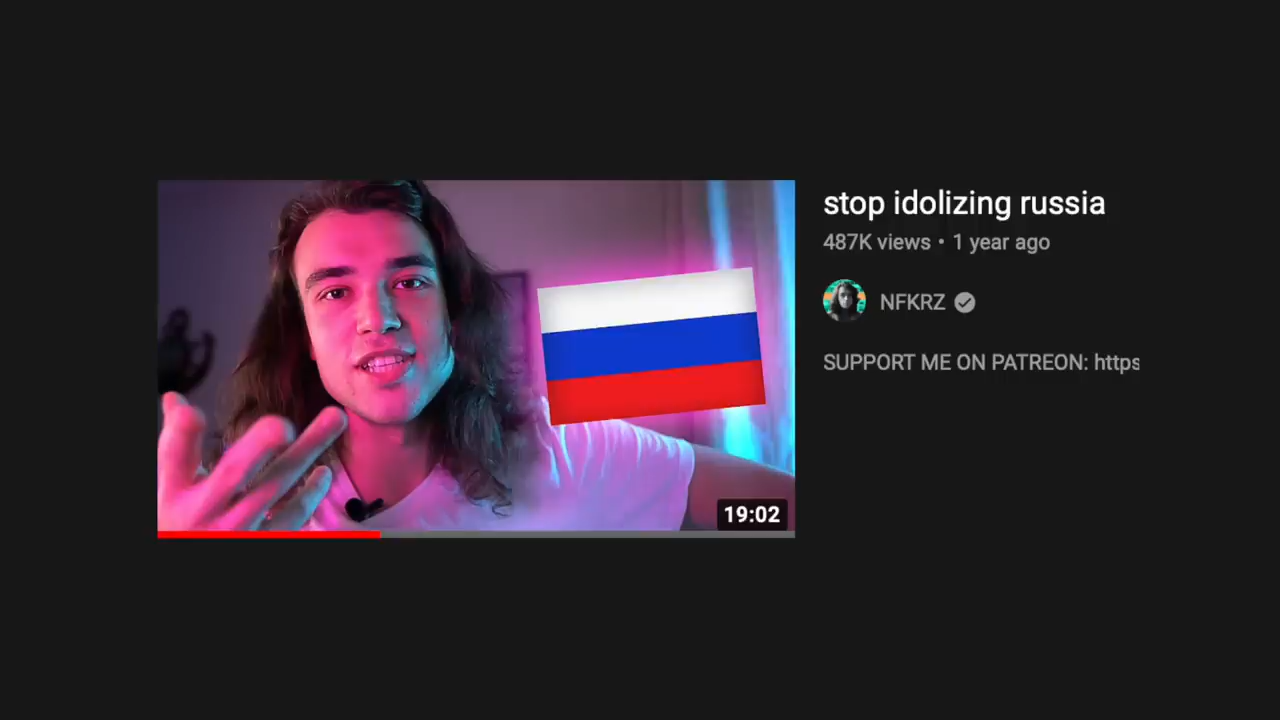 stop idolizing russia
487K views • 1 year ago
NFKRZ
SUPPORT ME ON PATREON: https
19:02